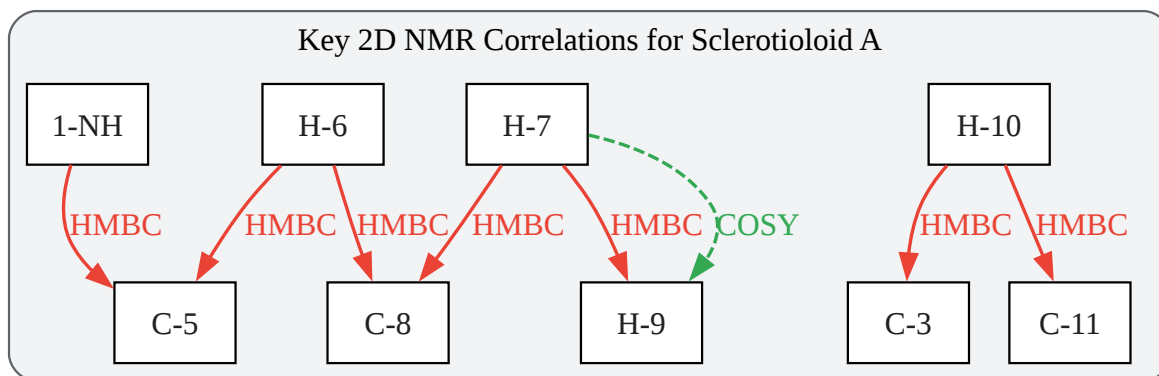 Key 2D NMR Correlations for Sclerotioloid A
1-NH
H-6
H-7
H-10
HMBC
HMBC
HMBC
HMBC
HMBC
COSY
HMBC
HMBC
C-5
C-8
H-9
C-3
C-11